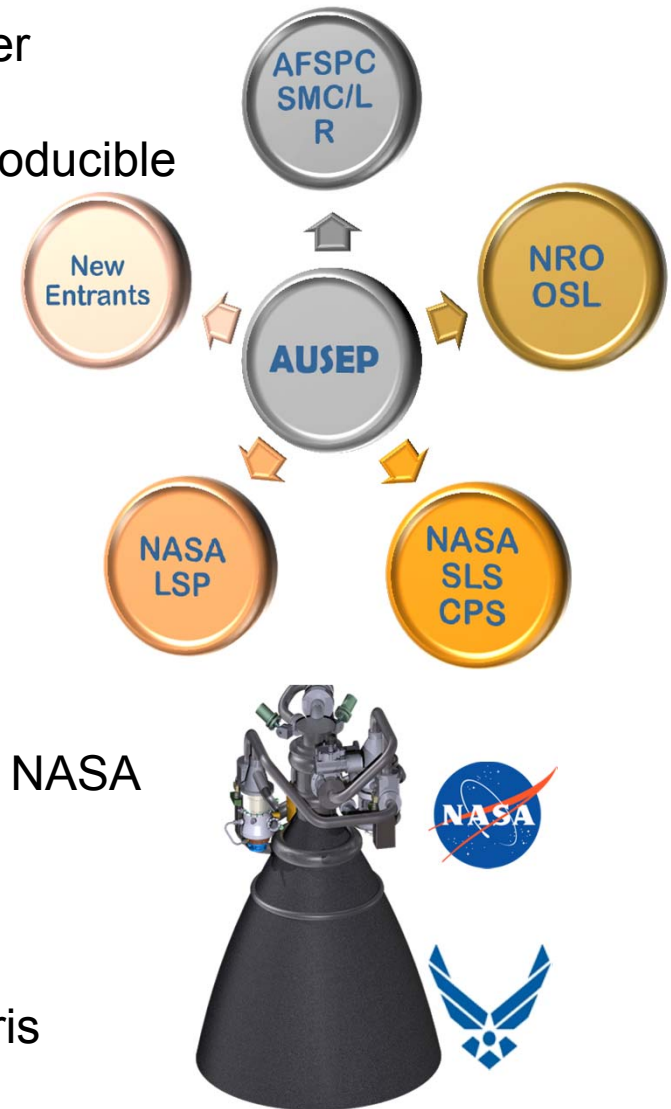 er
AFSPC
SMC/L
R
oducible
New
Entrants
NRO
OSL
AUSEP
NASA
LSP
NASA
SLS
CPS
NASA
NASA
ris